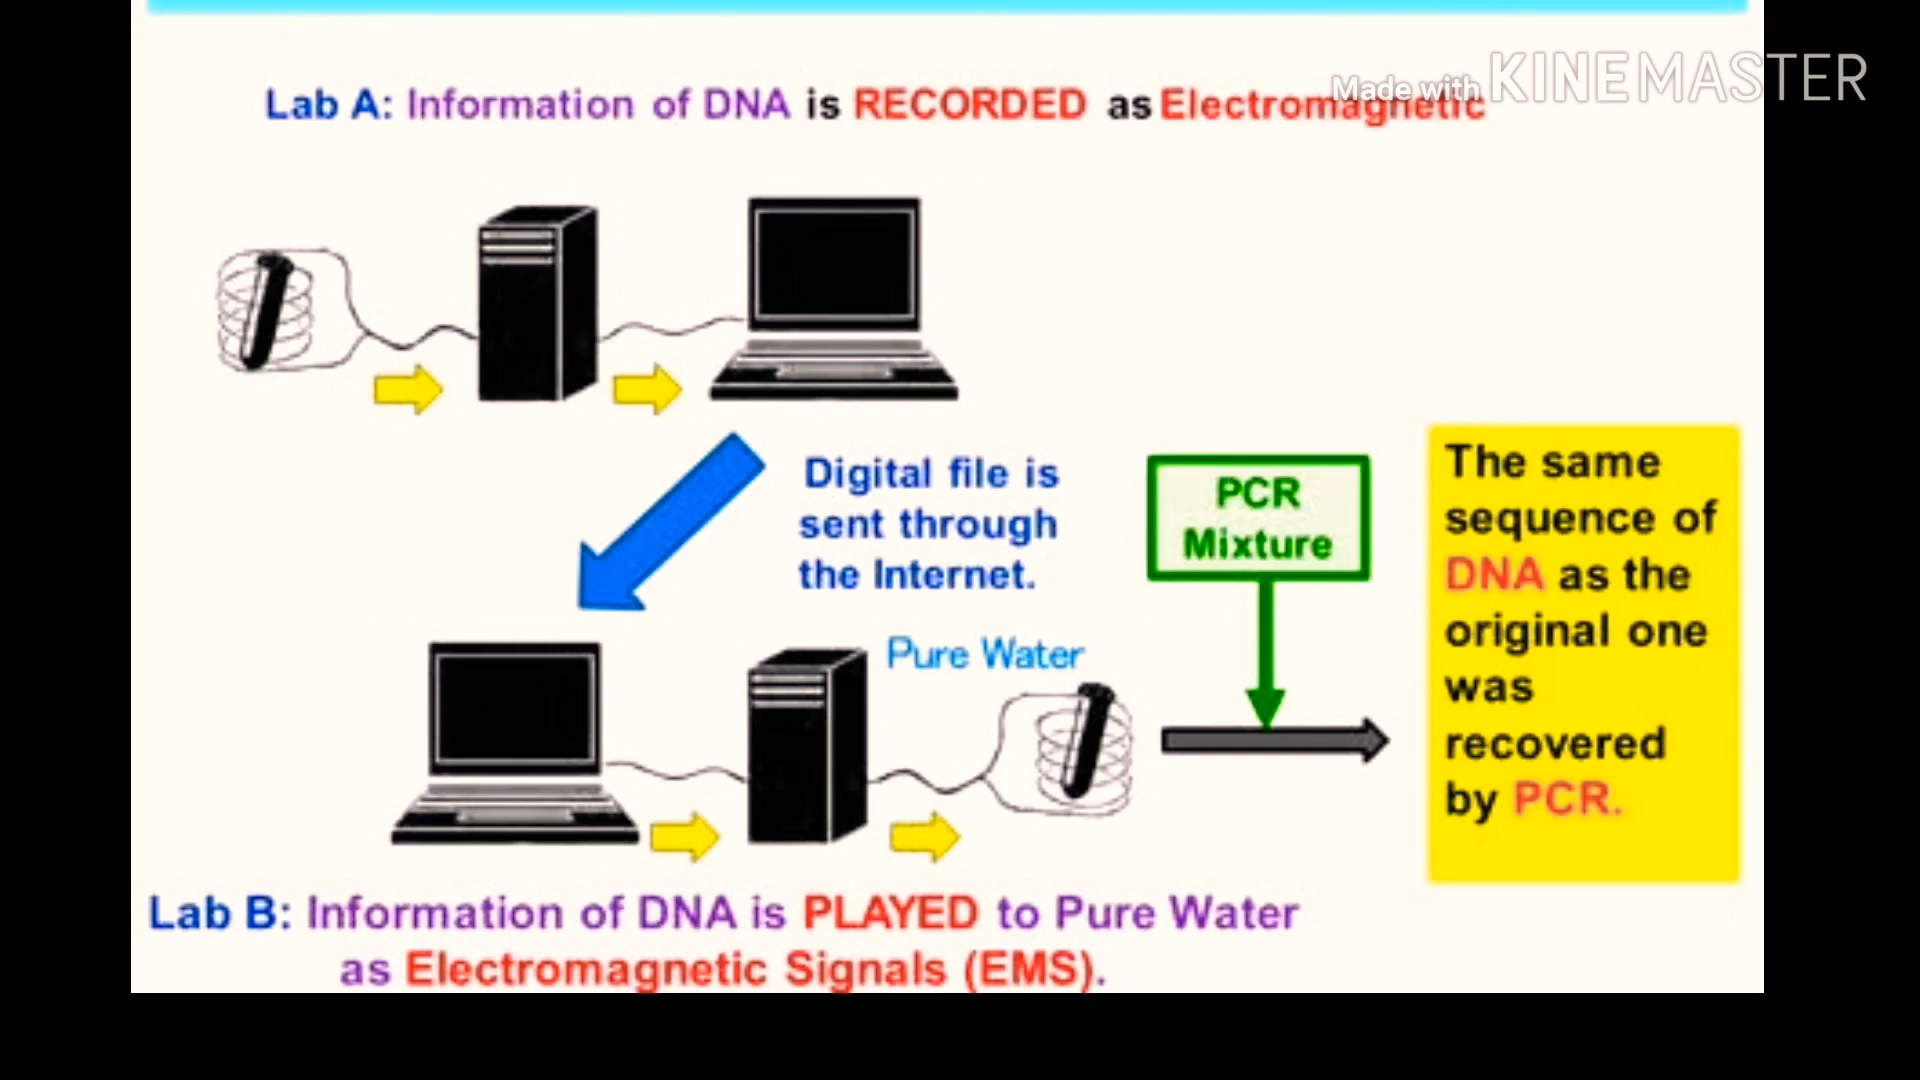 Made with KINEMASTER
Lab A: Information of DNA is RECORDED as Electromagnetic
Digital file is
sent through
the Internet.
PCR
Mixture
The same
sequence of
DNA as the
original one
was
recovered
by PCR.
Pure Water
Lab B: Information of DNA is PLAYED to Pure Water
as Electromagnetic Signals (EMS).